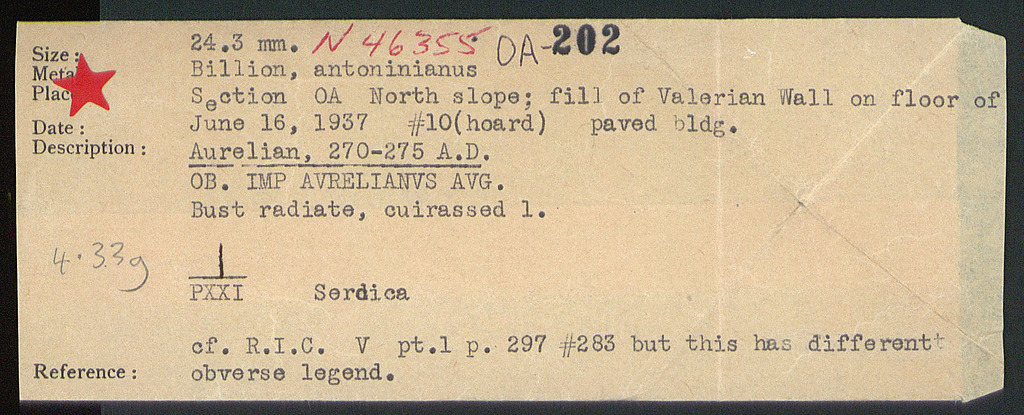 Size: 24.3 mm. N 46355 OA-202
Meta Billion, antoninianus
Plac Section OA North slope; fill of Valerian Wall on floor of
Date: June 16, 1937 #10(hoard) paved bldg.
Description: Aurelian, 270-275 A.D.
OB. IMP AVRELIANVS AVG.
Bust radiate, cuirassed l.
4.33g
PXXI Serdica
cf. R.I.C. V pt.1 p. 297 #283 but this has different
Reference: obverse legend.